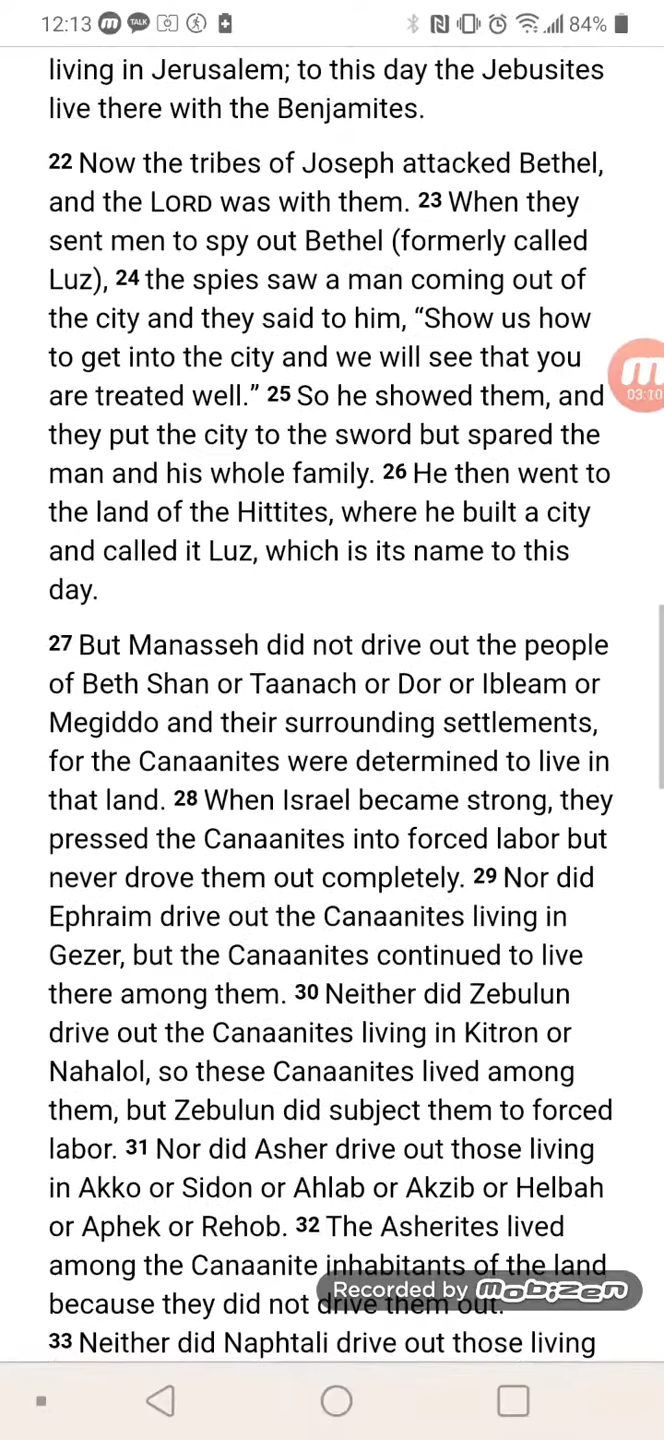 12:13 m TALK 84%
living in Jerusalem; to this day the Jebusites
live there with the Benjamites.
22 Now the tribes of Joseph attacked Bethel,
and the LORD was with them. 23 When they
sent men to spy out Bethel (formerly called
Luz), 24 the spies saw a man coming out of
the city and they said to him, “Show us how
to get into the city and we will see that you
are treated well.” 25 So he showed them, and
they put the city to the sword but spared the
man and his whole family. 26 He then went to
the land of the Hittites, where he built a city
and called it Luz, which is its name to this
day.
27 But Manasseh did not drive out the people
of Beth Shan or Taanach or Dor or Ibleam or
Megiddo and their surrounding settlements,
for the Canaanites were determined to live in
that land. 28 When Israel became strong, they
pressed the Canaanites into forced labor but
never drove them out completely. 29 Nor did
Ephraim drive out the Canaanites living in
Gezer, but the Canaanites continued to live
there among them. 30 Neither did Zebulun
drive out the Canaanites living in Kitron or
Nahalol, so these Canaanites lived among
them, but Zebulun did subject them to forced
labor. 31 Nor did Asher drive out those living
in Akko or Sidon or Ahlab or Akzib or Helbah
or Aphek or Rehob. 32 The Asherites lived
among the Canaanite inhabitants of the land
because they did not drive them out.
33 Neither did Naphtali drive out those living
m
03:10
Recorded by mobizen